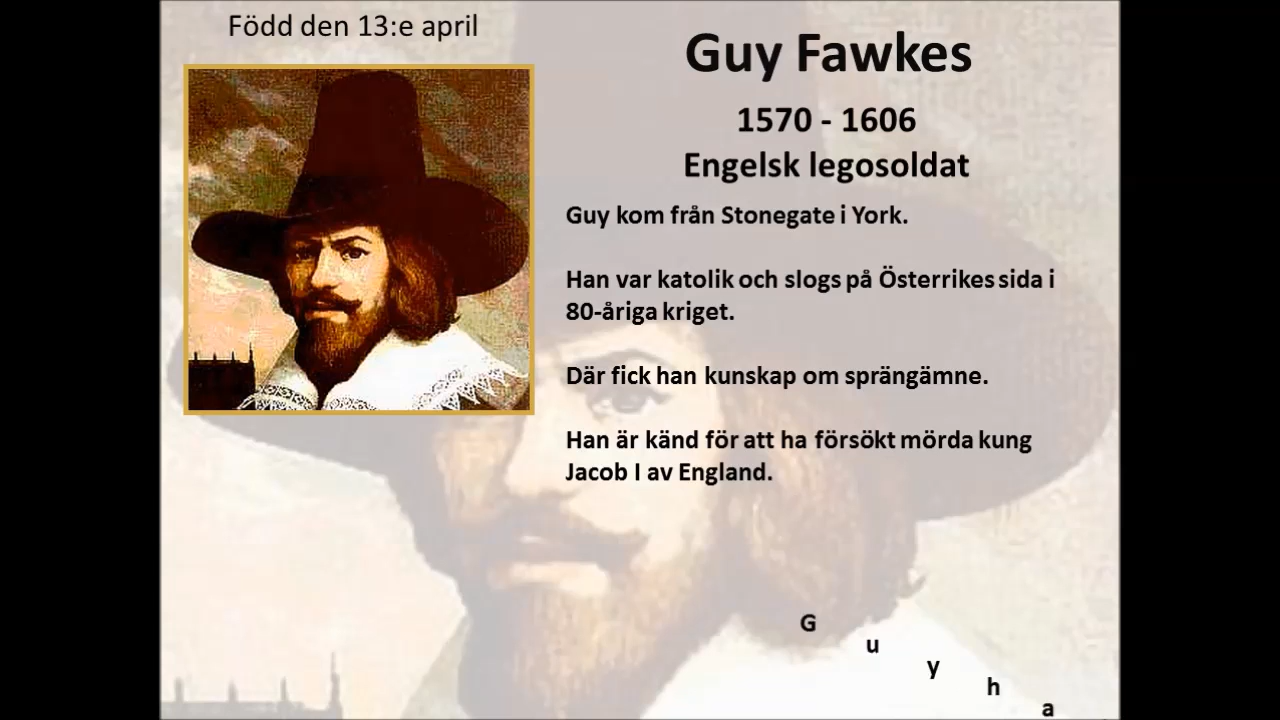 Född den 13:e april
Guy Fawkes
1570 - 1606
Engelsk legosoldat
Guy kom från Stonegate i York.
Han var katolik och slogs på Österrikes sida i
80-åriga kriget.
Där fick han kunskap om sprängämne.
Han är känd för att ha försökt mörda kung
Jacob I av England.
G
u
y
h
a